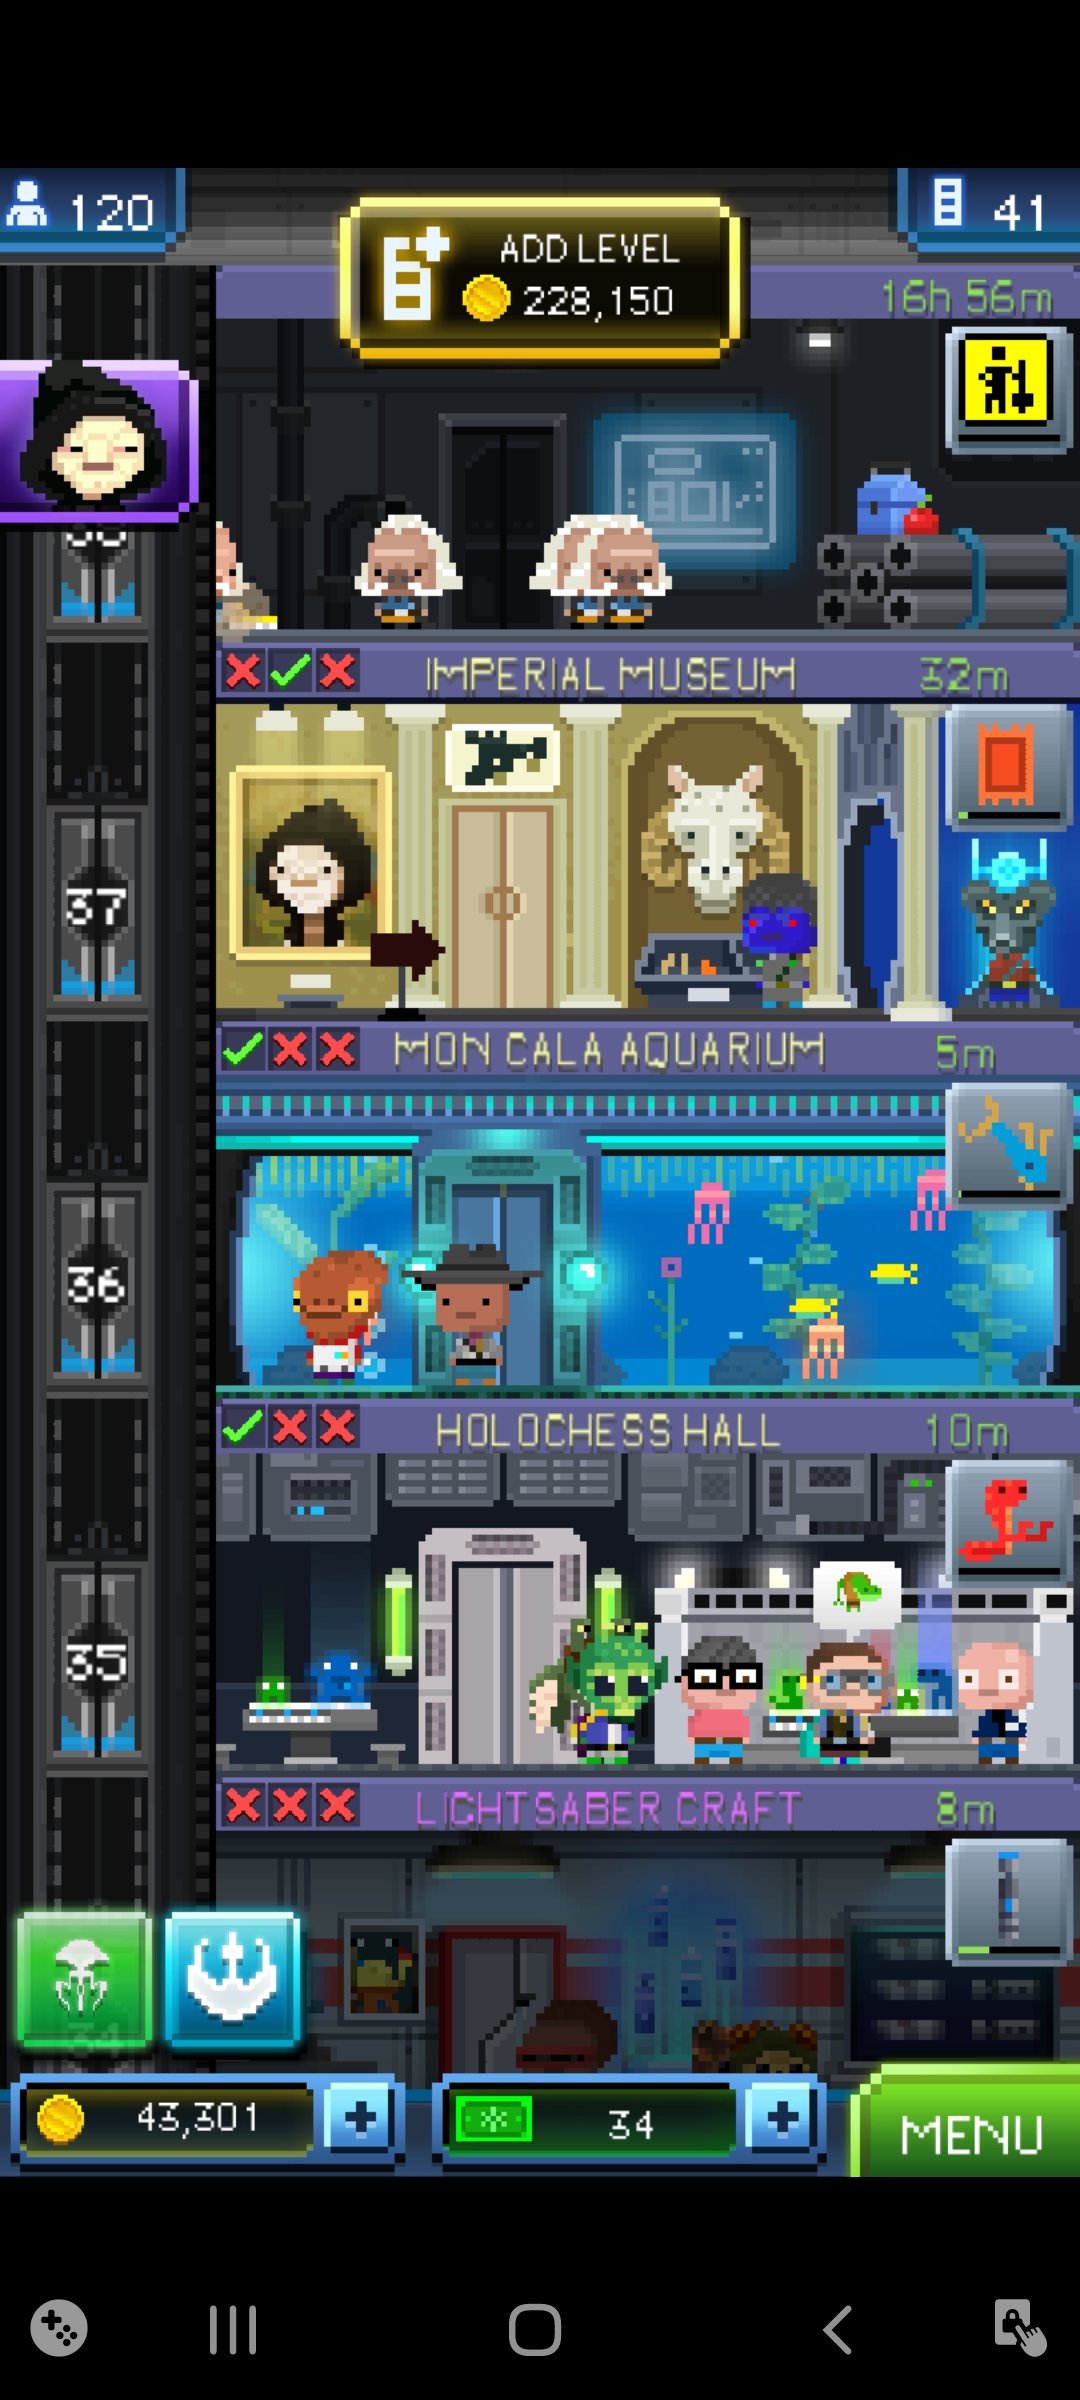 120
ADD LEVEL
228,150
41
16h 56m
IMPERIAL MUSEUM 32m
37
MON CALA AQUARIUM 5m
36
HOLOCHESS HALL 10m
35
LIGHTSABER CRAFT 8m
43,301
34
MENU